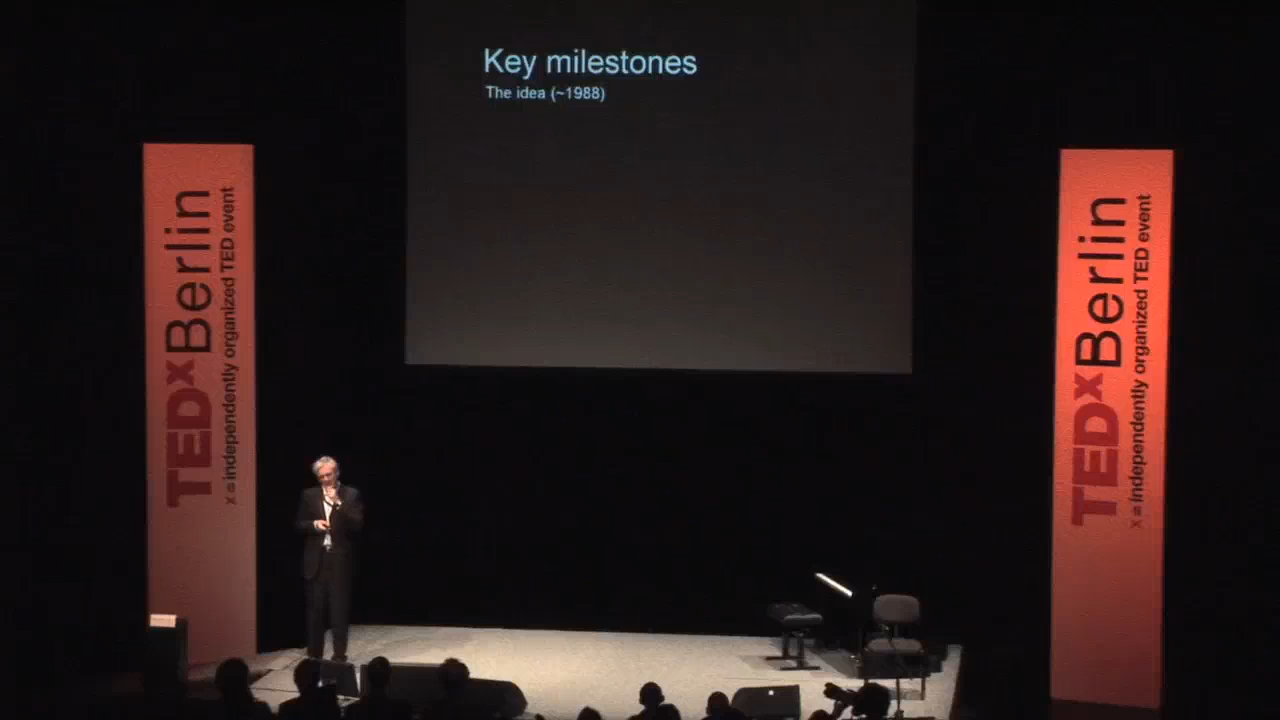 Key milestones
The idea (~1988)
TEDxBerlin
x = independently organized TED event
TEDxBerlin
x = independently organized TED event